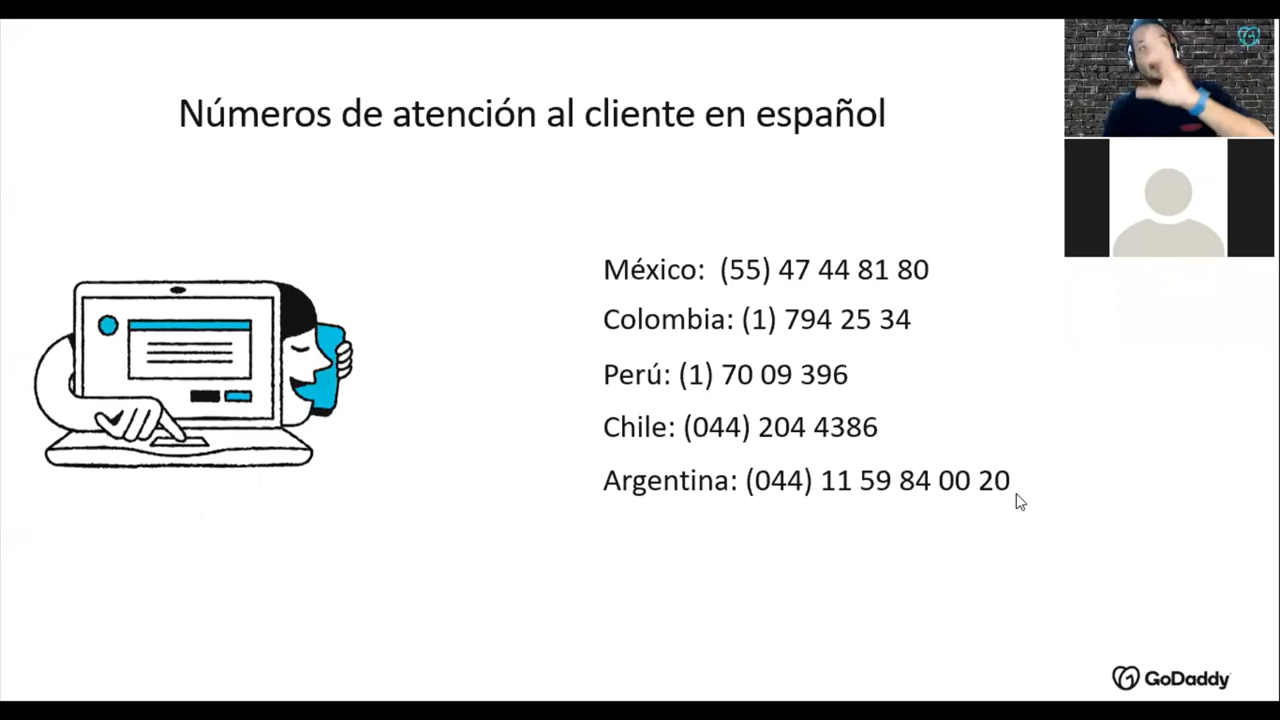 Números de atención al cliente en español
México: (55) 47 44 81 80
Colombia: (1) 794 25 34
Perú: (1) 70 09 396
Chile: (044) 204 4386
Argentina: (044) 11 59 84 00 20
GoDaddy